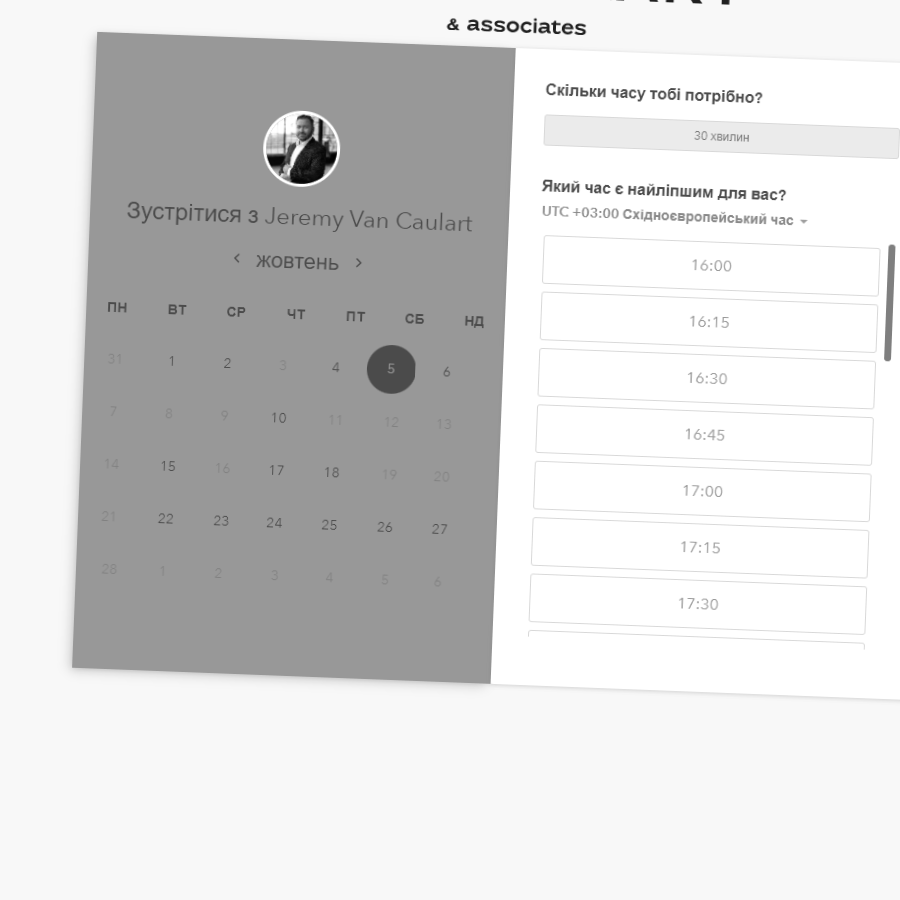 & associates
Зустрітися з Jeremy Van Caulart
жовтень
ПН ВТ СР ЧТ ПТ СБ НД
31 1 2 3 4 5 6
7 8 9 10 11 12 13
14 15 16 17 18 19 20
21 22 23 24 25 26 27
28 1 2 3 4 5 6
Скільки часу тобі потрібно?
30 хвилин
Який час є найліпшим для вас?
UTC +03:00 Східноєвропейський час
16:00
16:15
16:30
16:45
17:00
17:15
17:30